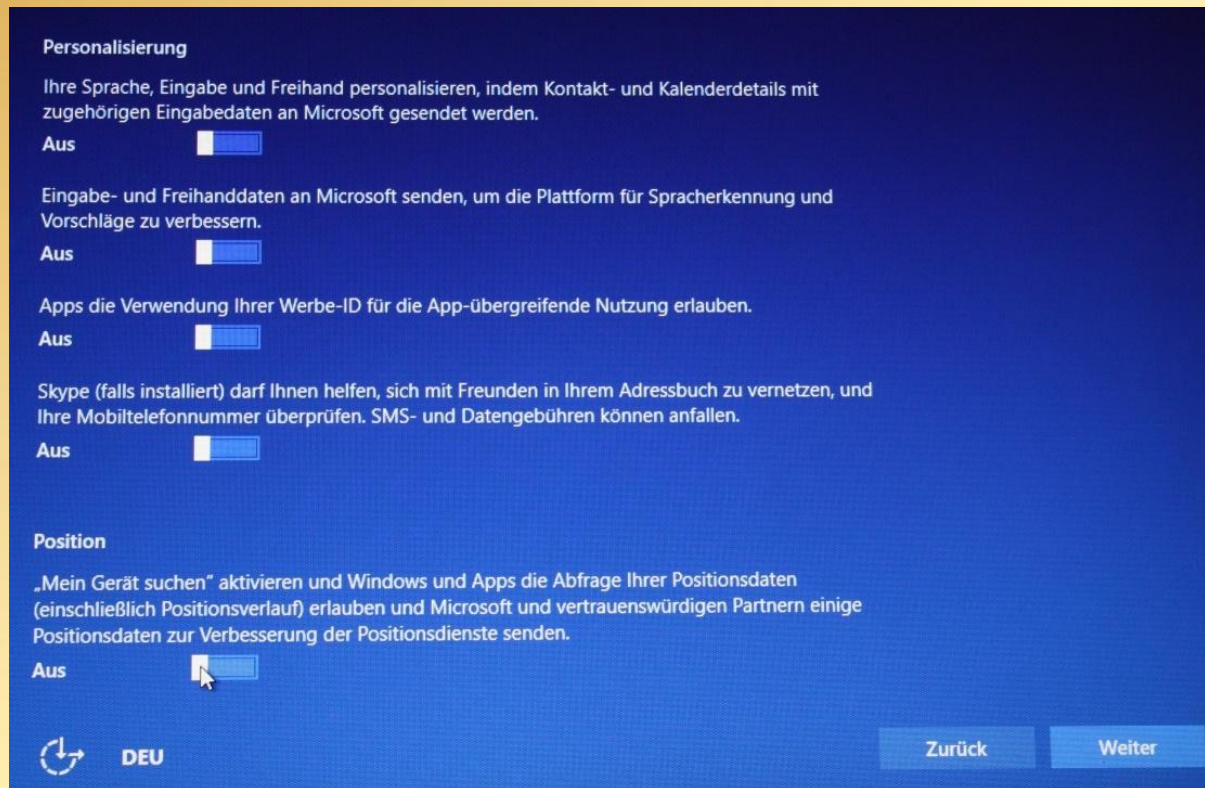 Personalisierung
Ihre Sprache, Eingabe und Freihand personalisieren, indem Kontakt- und Kalenderdetails mit
zugehörigen Eingabedaten an Microsoft gesendet werden.
Aus
Eingabe- und Freihanddaten an Microsoft senden, um die Plattform für Spracherkennung und
Vorschläge zu verbessern.
Aus
Apps die Verwendung Ihrer Werbe-ID für die App-übergreifende Nutzung erlauben.
Aus
Skype (falls installiert) darf Ihnen helfen, sich mit Freunden in Ihrem Adressbuch zu vernetzen, und
Ihre Mobiltelefonnummer überprüfen. SMS- und Datengebühren können anfallen.
Aus
Position
„Mein Gerät suchen“ aktivieren und Windows und Apps die Abfrage Ihrer Positionsdaten
(einschließlich Positionsverlauf) erlauben und Microsoft und vertrauenswürdigen Partnern einige
Positionsdaten zur Verbesserung der Positionsdienste senden.
Aus
DEU
Zurück
Weiter